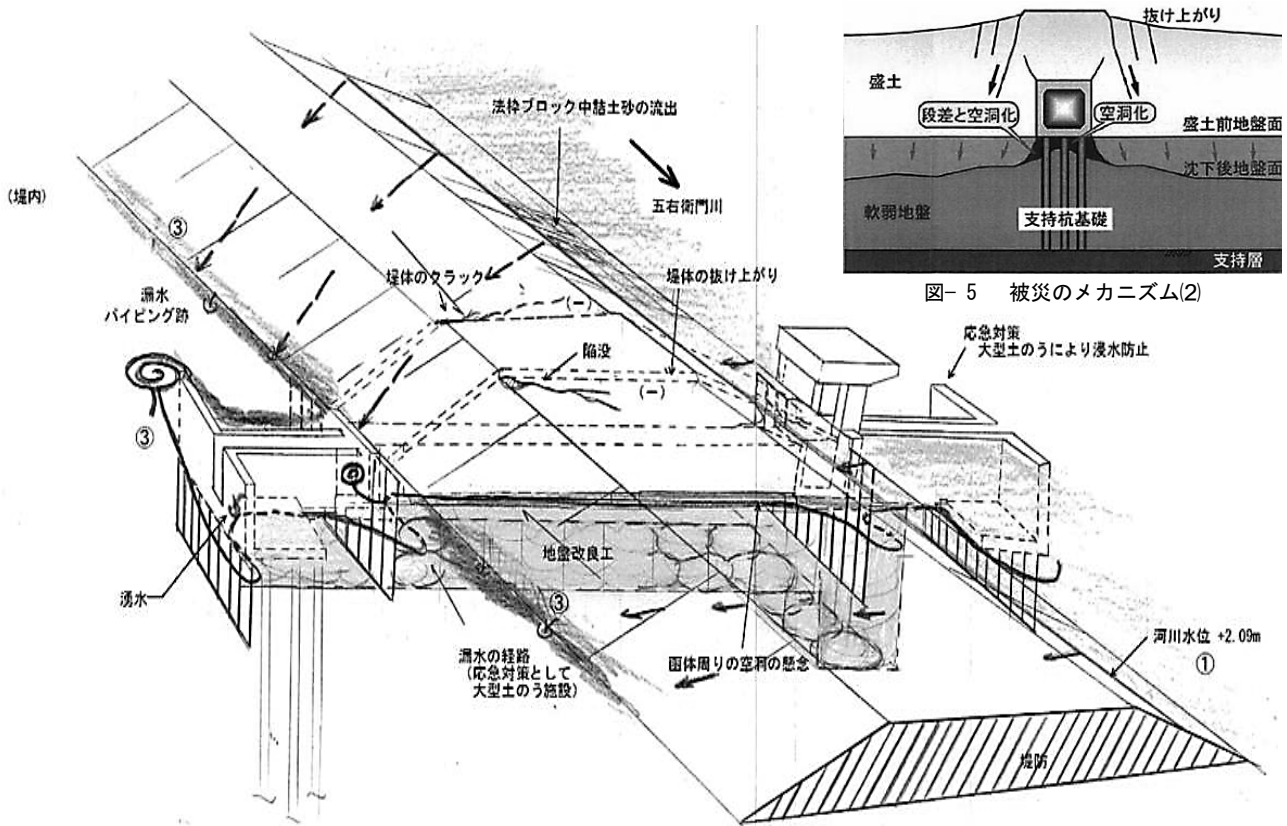 抜け上がり
盛土
段差と空洞化
空洞化
盛土前地盤面
沈下後地盤面
軟弱地盤
支持杭基礎
支持層
図-5 被災のメカニズム(2)
法枠ブロック中詰土砂の流出
五右衛門川
(堤内)
③
堤体のクラック
(-)
堤体の抜け上がり
漏水
パイピング跡
陥没
(-)
応急対策
大型土のうにより浸水防止
③
地盤改良工
湧水
③
漏水の経路
(応急対策として
大型土のう施設)
函体周りの空洞の懸念
河川水位 +2.09m
①
堤防